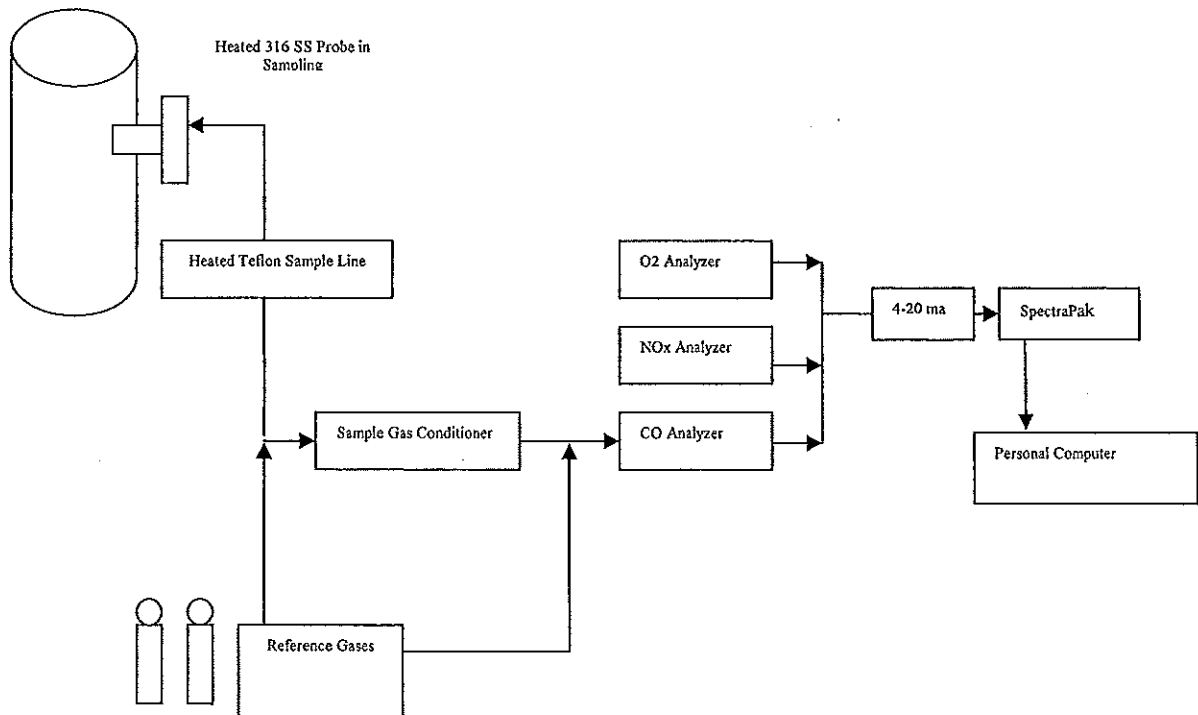 Heated 316 SS Probe in
Sampling
Heated Teflon Sample Line
O2 Analyzer
4-20 ma
SpectraPak
NOx Analyzer
Sample Gas Conditioner
CO Analyzer
Personal Computer
Reference Gases